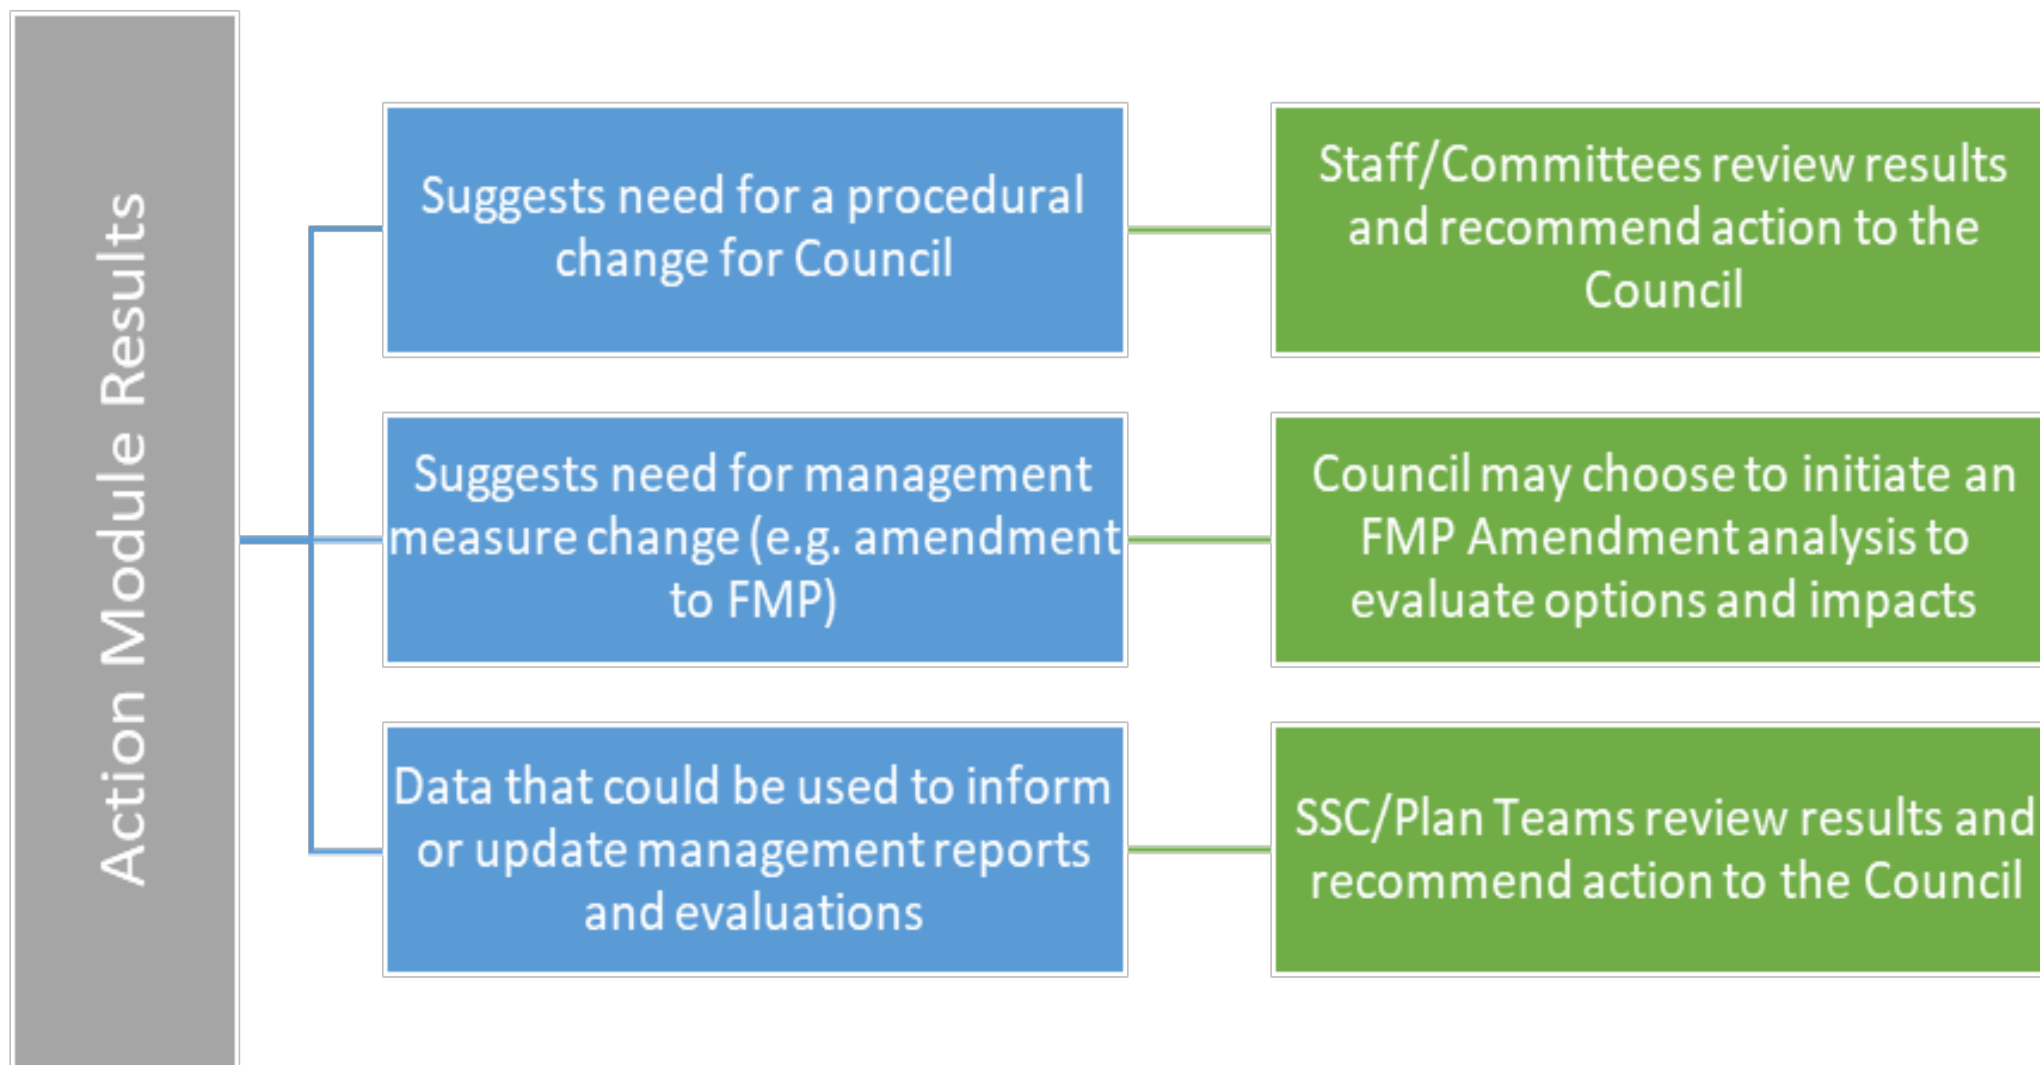 Action Module Results
Suggests need for a procedural
change for Council
Staff/Committees review results
and recommend action to the
Council
Suggests need for management
measure change (e.g. amendment
to FMP)
Council may choose to initiate an
FMP Amendment analysis to
evaluate options and impacts
Data that could be used to inform
or update management reports
and evaluations
SSC/Plan Teams review results and
recommend action to the Council